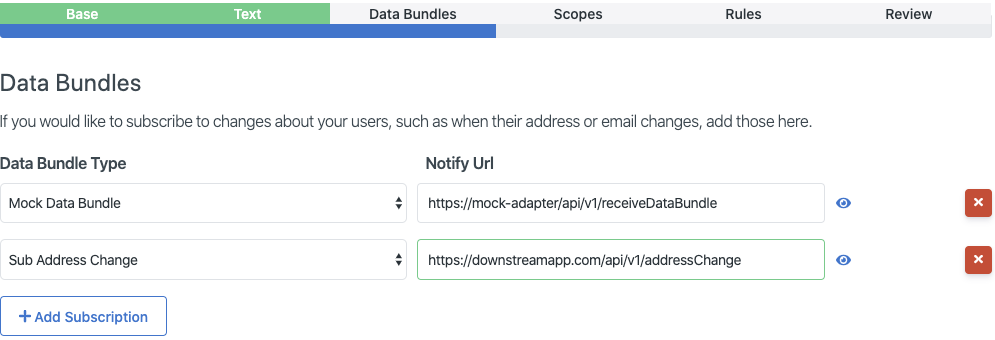 Base Text Data Bundles Scopes Rules Review
Data Bundles
If you would like to subscribe to changes about your users, such as when their address or email changes, add those here.
Data Bundle Type Notify Url
Mock Data Bundle https://mock-adapter/api/v1/receiveDataBundle
Sub Address Change https://downstreamapp.com/api/v1/addressChange
Add Subscription